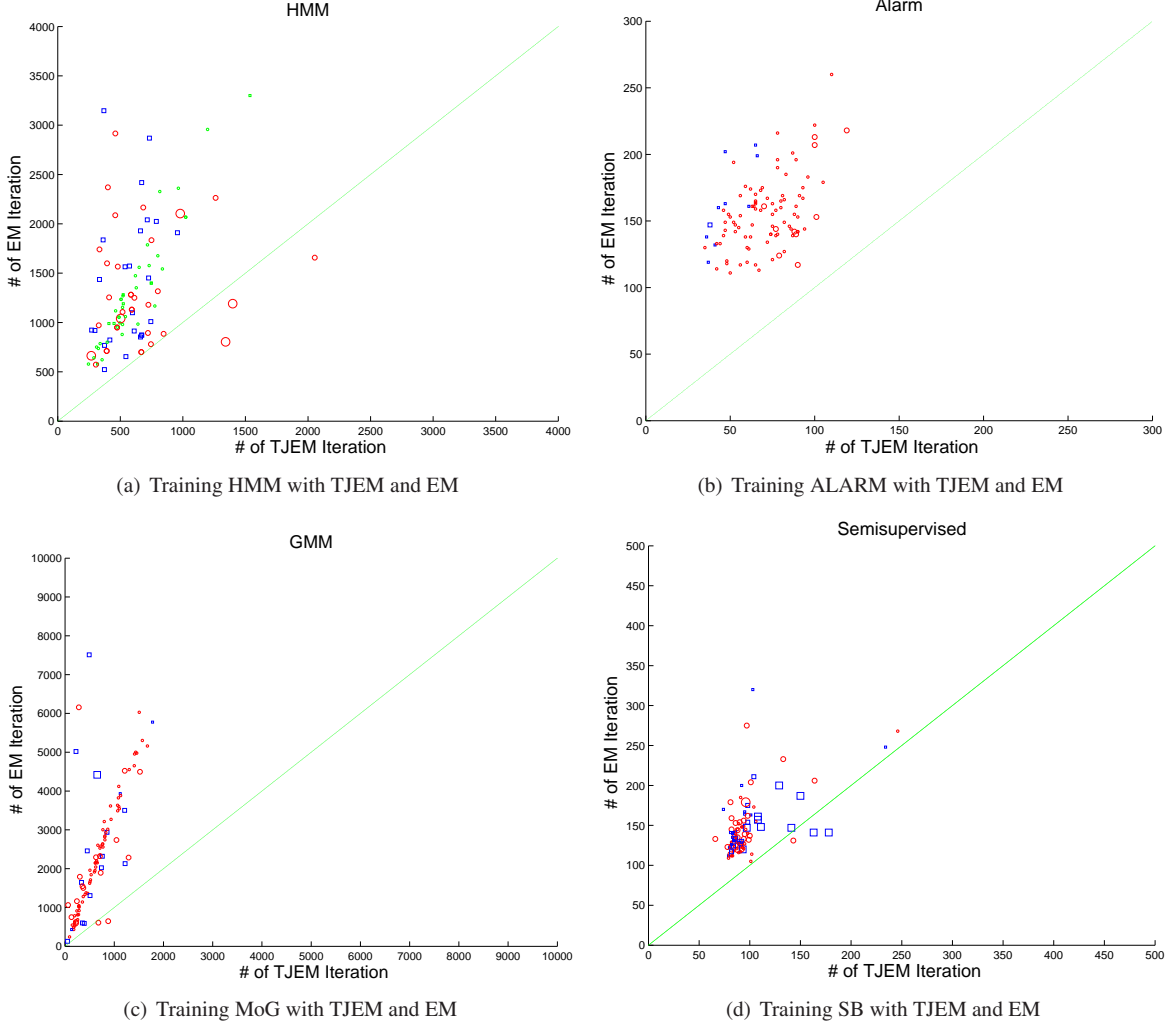 HMM
4000
3500
3000
2500
2000
1500
1000
500
0
# of EM Iteration
0 500 1000 1500 2000 2500 3000 3500 4000
# of TJEM Iteration
(a) Training HMM with TJEM and EM
Alarm
300
250
200
150
100
50
0
# of EM Iteration
0 50 100 150 200 250 300
# of TJEM Iteration
(b) Training ALARM with TJEM and EM
GMM
10000
9000
8000
7000
6000
5000
4000
3000
2000
1000
0
# of EM Iteration
0 1000 2000 3000 4000 5000 6000 7000 8000 9000 10000
# of TJEM Iteration
(c) Training MoG with TJEM and EM
Semisupervised
500
450
400
350
300
250
200
150
100
50
0
# of EM Iteration
0 50 100 150 200 250 300 350 400 450 500
# of TJEM Iteration
(d) Training SB with TJEM and EM